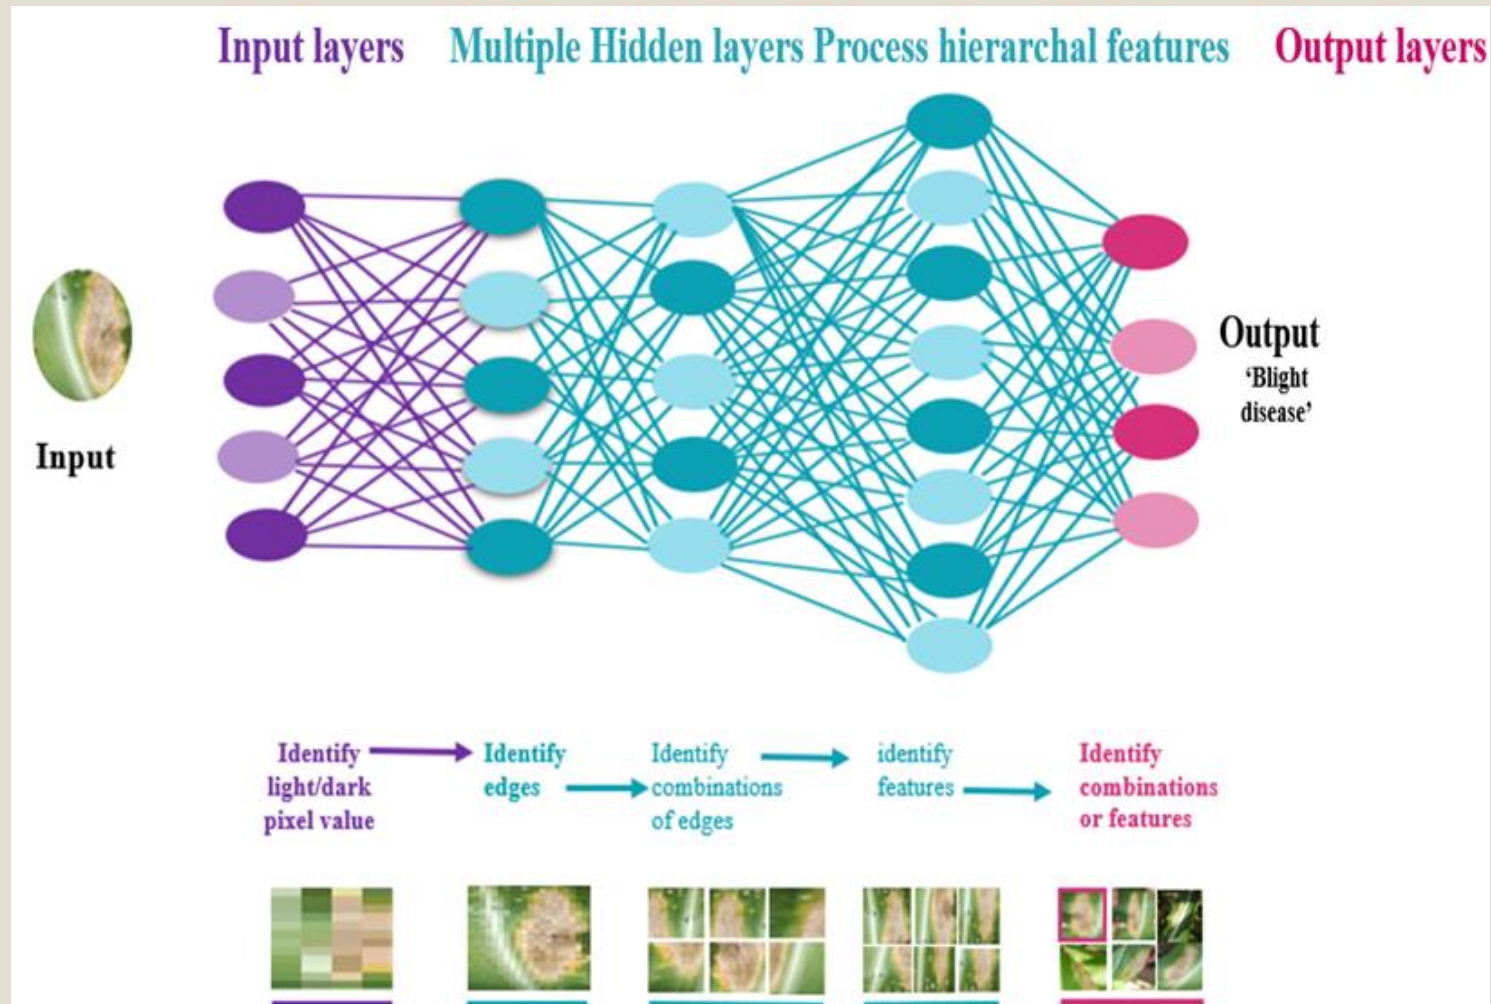 Input layers
Multiple Hidden layers Process hierarchal features
Output layers
Input
Output
‘Blight
disease’
Identify
light/dark
pixel value
Identify
edges
Identify
combinations
of edges
identify
features
Identify
combinations
or features